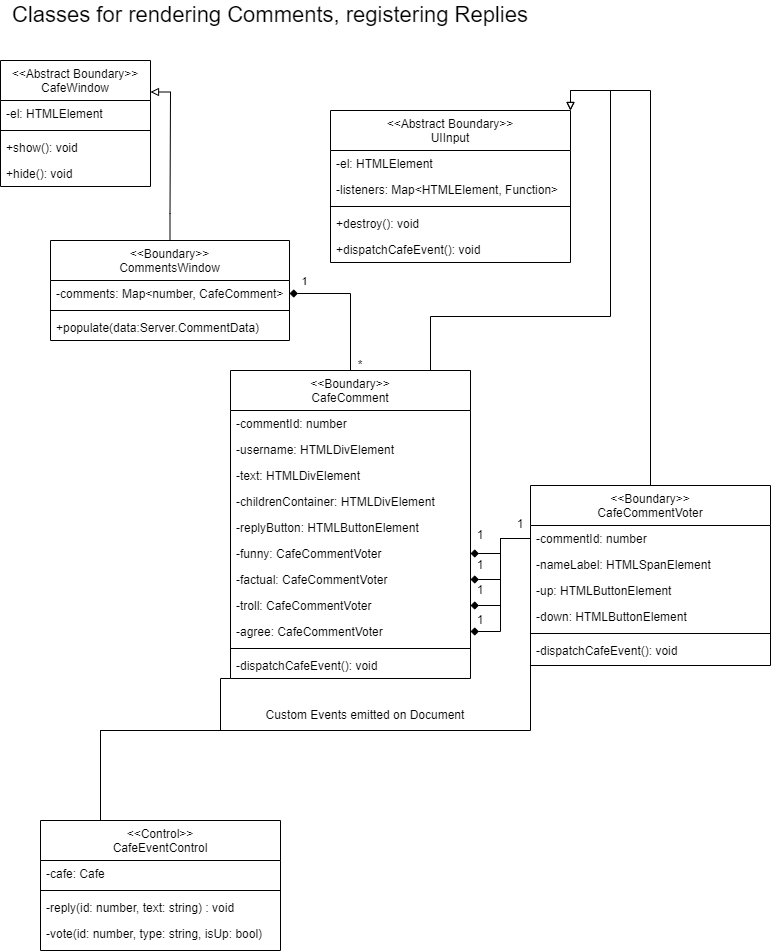 Classes for rendering Comments, registering Replies
<<Abstract Boundary>>
CafeWindow
-el: HTMLElement
+show(): void
+hide(): void
<<Abstract Boundary>>
UIInput
-el: HTMLElement
-listeners: Map<HTMLElement, Function>
+destroy(): void
+dispatchCafeEvent(): void
<<Boundary>>
CommentsWindow
-comments: Map<number, CafeComment>
+populate(data:Server.CommentData)
1
*
<<Boundary>>
CafeComment
-commentId: number
-username: HTMLDivElement
-text: HTMLDivElement
-childrenContainer: HTMLDivElement
-replyButton: HTMLButtonElement
-funny: CafeCommentVoter
-factual: CafeCommentVoter
-troll: CafeCommentVoter
-agree: CafeCommentVoter
-dispatchCafeEvent(): void
1
1
1
1
1
<<Boundary>>
CafeCommentVoter
-commentId: number
-nameLabel: HTMLSpanElement
-up: HTMLButtonElement
-down: HTMLButtonElement
-dispatchCafeEvent(): void
Custom Events emitted on Document
<<Control>>
CafeEventControl
-cafe: Cafe
-reply(id: number, text: string) : void
-vote(id: number, type: string, isUp: bool)